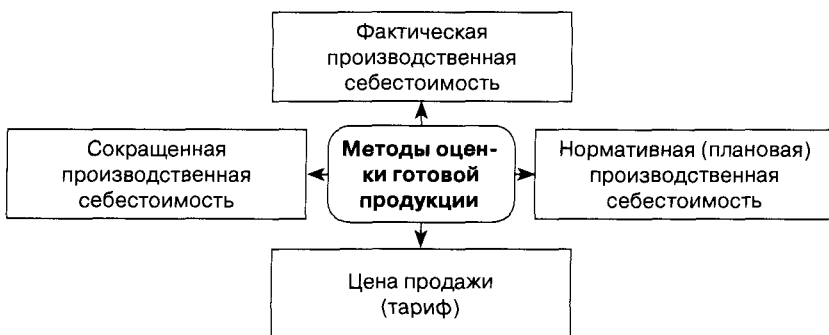 Фактическая
производственная
себестоимость
Сокращенная
производственная
себестоимость
Методы оцен-
ки готовой
продукции
Нормативная (плановая)
производственная
себестоимость
Цена продажи
(тариф)